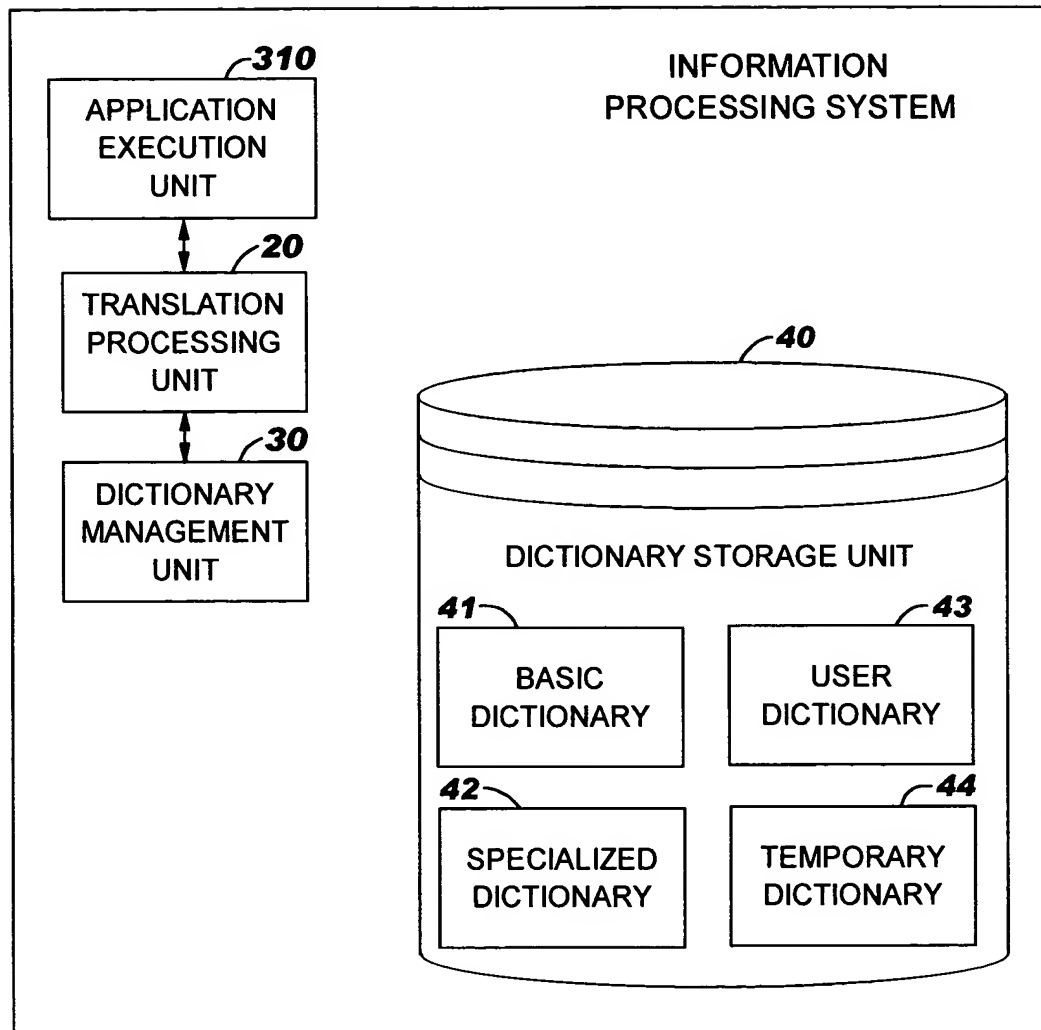 INFORMATION
PROCESSING SYSTEM
310
APPLICATION
EXECUTION
UNIT
20
TRANSLATION
PROCESSING
UNIT
30
DICTIONARY
MANAGEMENT
UNIT
40
DICTIONARY STORAGE UNIT
41
BASIC
DICTIONARY
43
USER
DICTIONARY
42
SPECIALIZED
DICTIONARY
44
TEMPORARY
DICTIONARY